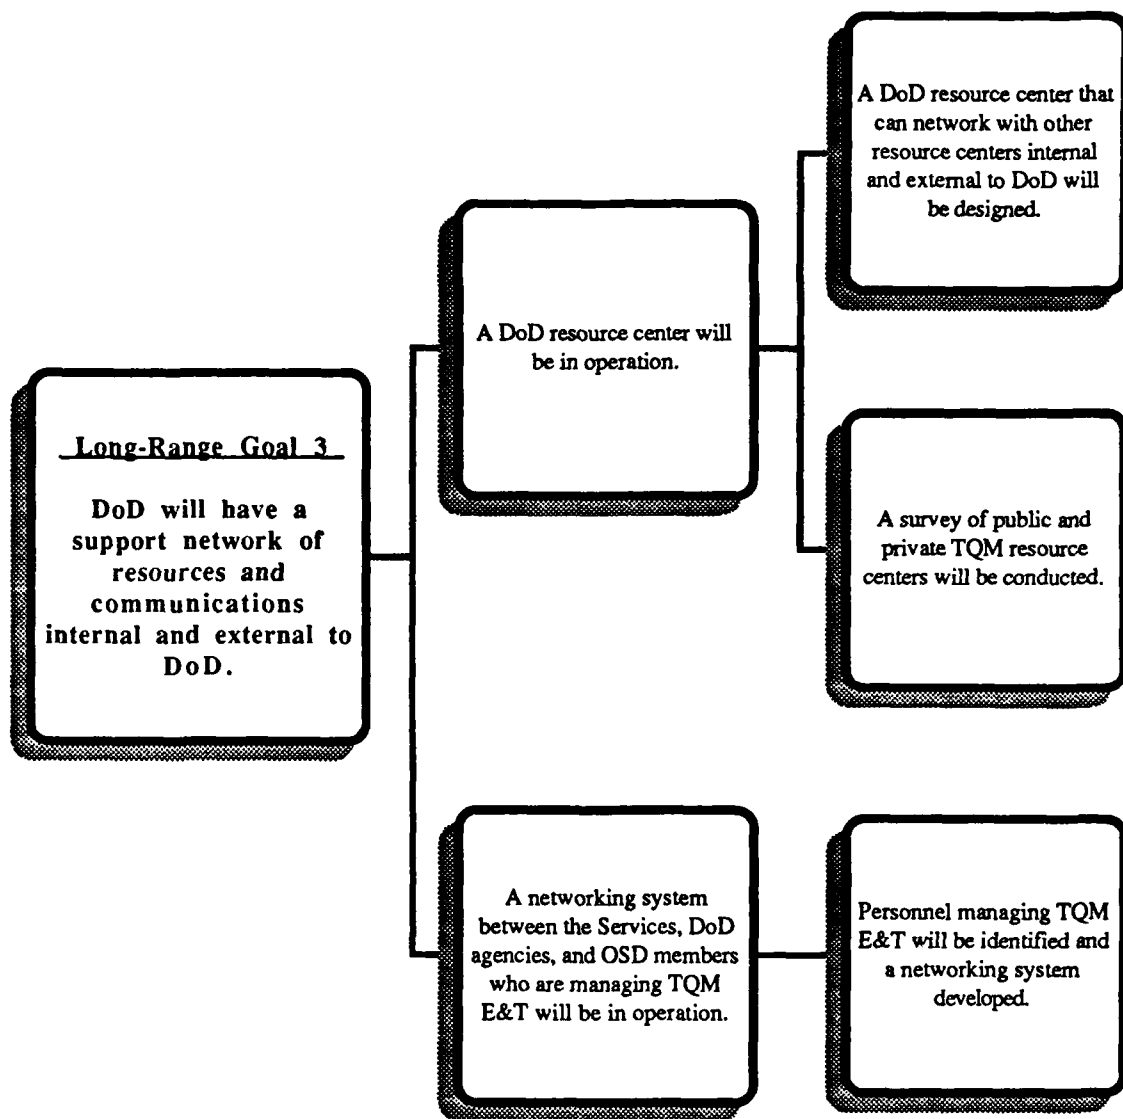 Long-Range Goal 3
DoD will have a
support network of
resources and
communications
internal and external to
DoD.
A DoD resource center will
be in operation.
A DoD resource center that
can network with other
resource centers internal
and external to DoD will
be designed.
A survey of public and
private TQM resource
centers will be conducted.
A networking system
between the Services, DoD
agencies, and OSD members
who are managing TQM
E&T will be in operation.
Personnel managing TQM
E&T will be identified and
a networking system
developed.